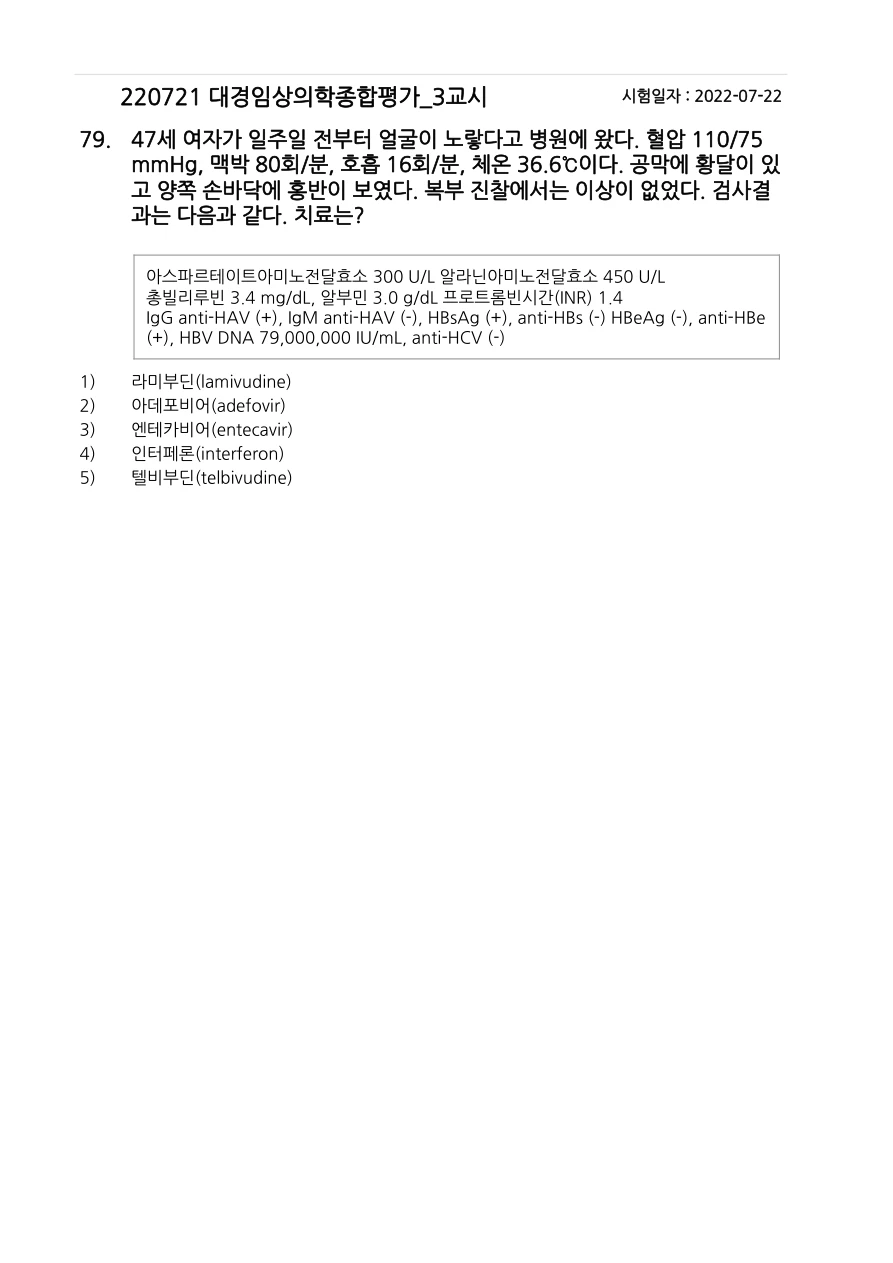 220721 대경임상의학종합평가_3교시 시험일자 : 2022-07-22
79. 47세 여자가 일주일 전부터 얼굴이 노랗다고 병원에 왔다. 혈압 110/75
mmHg, 맥박 80회/분, 호흡 16회/분, 체온 36.6℃이다. 공막에 황달이 있
고 양쪽 손바닥에 홍반이 보였다. 복부 진찰에서는 이상이 없었다. 검사결
과는 다음과 같다. 치료는?
아스파르테이트아미노전달효소 300 U/L 알라닌아미노전달효소 450 U/L
총빌리루빈 3.4 mg/dL, 알부민 3.0 g/dL 프로트롬빈시간(INR) 1.4
IgG anti-HAV (+), IgM anti-HAV (-), HBsAg (+), anti-HBs (-) HBeAg (-), anti-HBe
(+), HBV DNA 79,000,000 IU/mL, anti-HCV (-)
1) 라미부딘(lamivudine)
2) 아데포비어(adefovir)
3) 엔테카비어(entecavir)
4) 인터페론(interferon)
5) 텔비부딘(telbivudine)